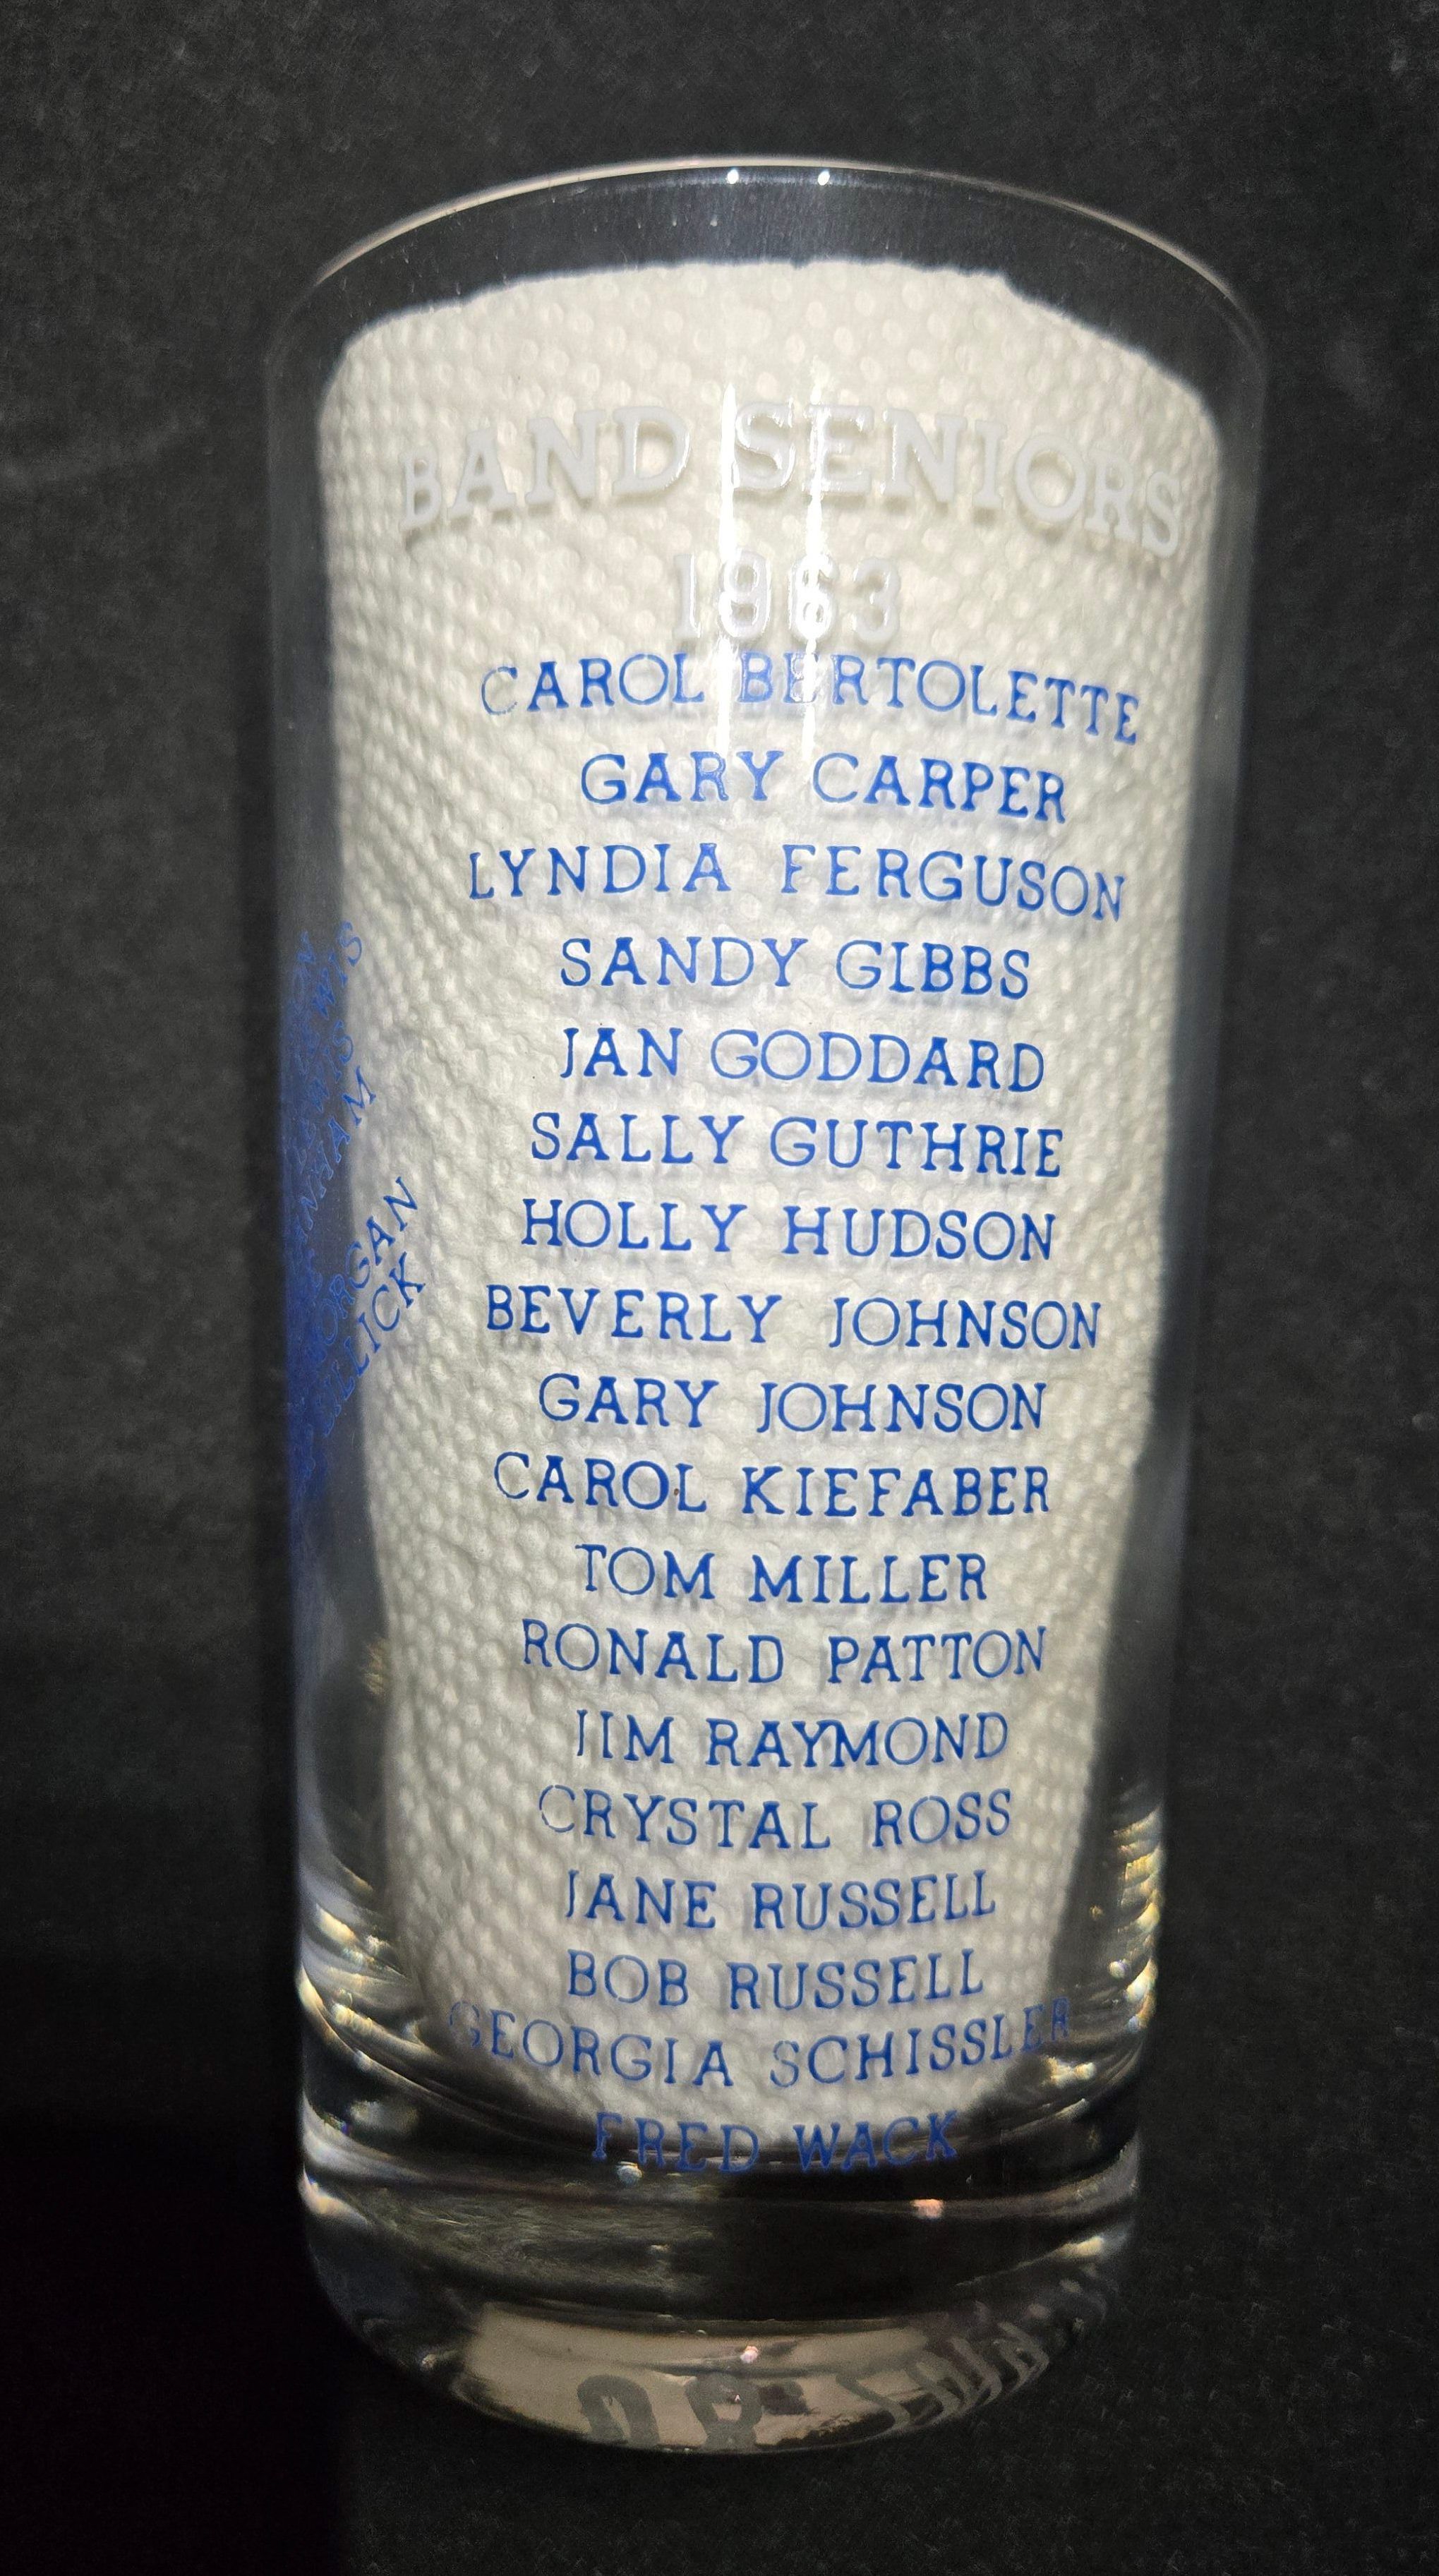 BAND SENIORS
1963
CAROL BERTOLETTE
GARY CARPER
LYNDIA FERGUSON
SANDY GIBBS
JAN GODDARD
SALLY GUTHRIE
HOLLY HUDSON
BEVERLY JOHNSON
GARY JOHNSON
CAROL KIEFABER
TOM MILLER
RONALD PATTON
JIM RAYMOND
CRYSTAL ROSS
JANE RUSSELL
BOB RUSSELL
GEORGIA SCHISSLER
FRED WACK